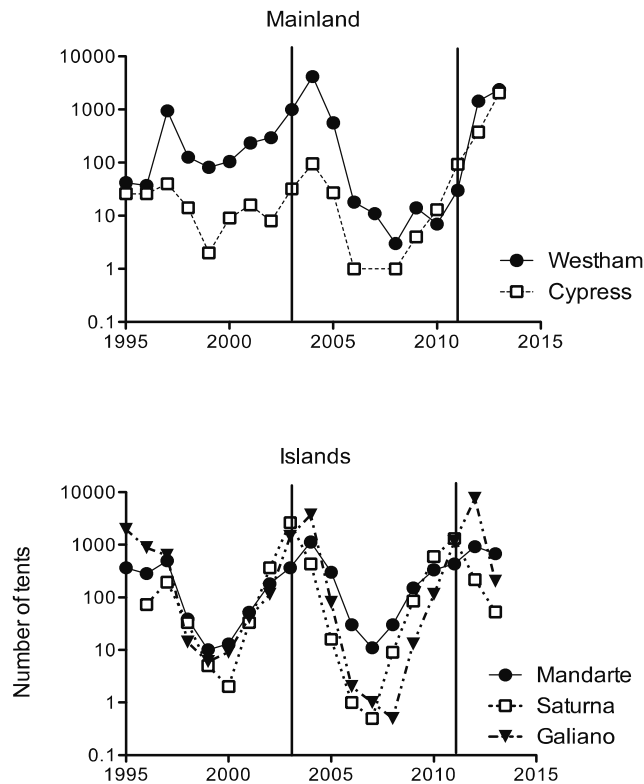 Mainland
10000
1000
100
10
1
0.1
1995 2000 2005 2010 2015
Westham
Cypress
Islands
Number of tents
10000
1000
100
10
1
0.1
1995 2000 2005 2010 2015
Mandarte
Saturna
Galiano